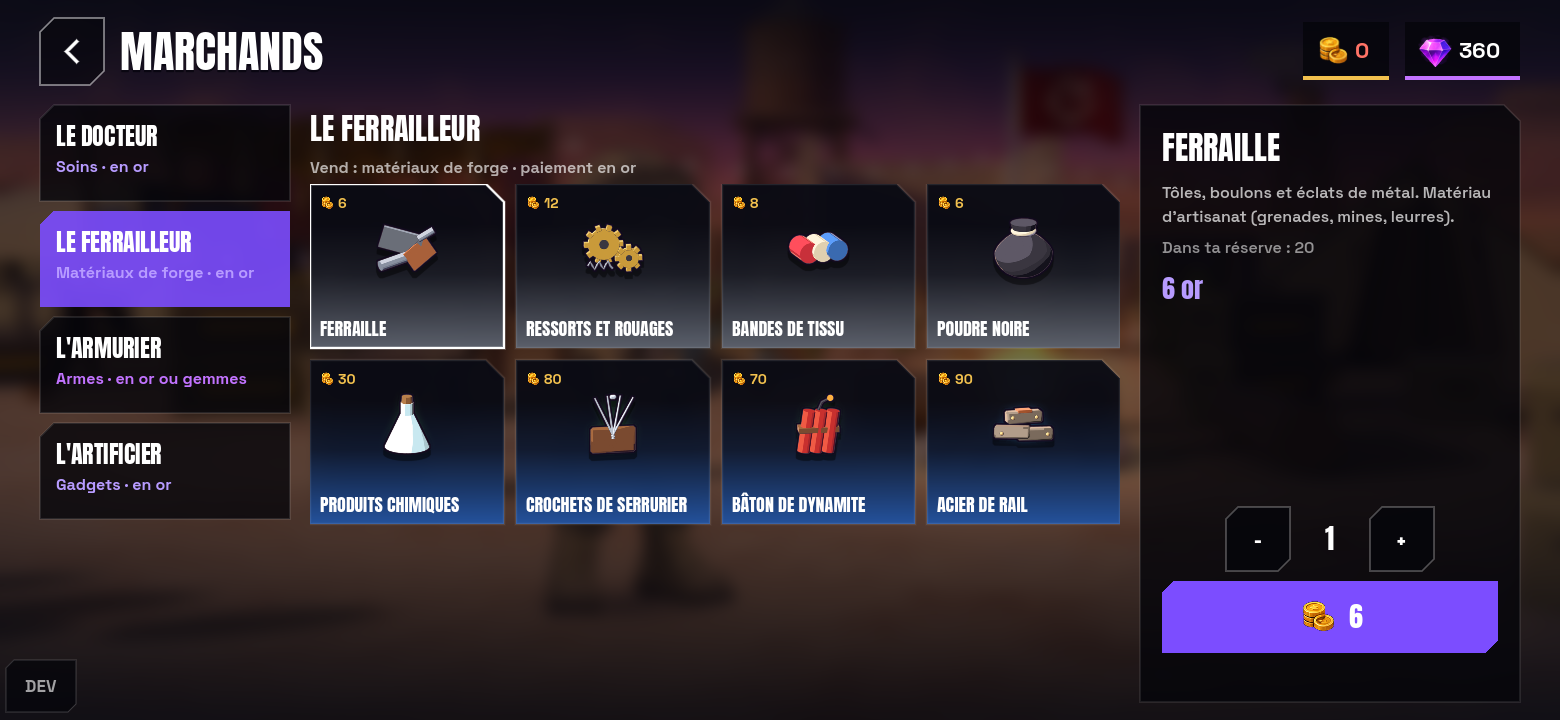 MARCHANDS
0
360
LE DOCTEUR
Soins · en or
LE FERRAILLEUR
Matériaux de forge · en or
L'ARMURIER
Armes · en or ou gemmes
L'ARTIFICIER
Gadgets · en or
LE FERRAILLEUR
Vend : matériaux de forge · paiement en or
6
FERRAILLE
12
RESSORTS ET ROUAGES
8
BANDES DE TISSU
6
POUDRE NOIRE
30
PRODUITS CHIMIQUES
80
CROCHETS DE SERRURIER
70
BÂTON DE DYNAMITE
90
ACIER DE RAIL
FERRAILLE
Tôles, boulons et éclats de métal. Matériau
d'artisanat (grenades, mines, leurres).
Dans ta réserve : 20
6 or
- 1 +
6
DEV